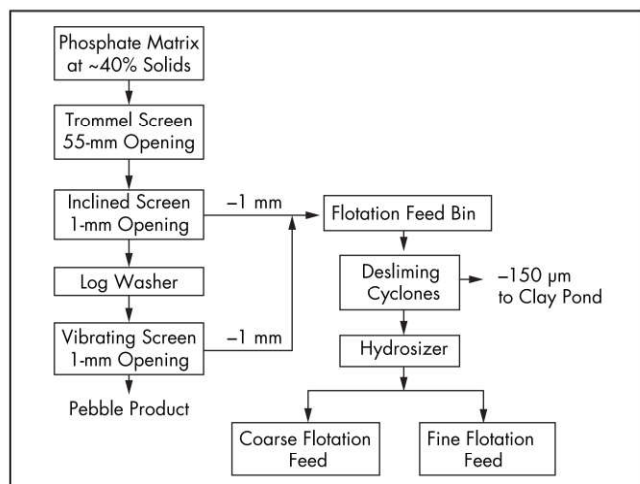 Phosphate Matrix
at ~40% Solids
Trommel Screen
55-mm Opening
Inclined Screen
1-mm Opening
–1 mm
Flotation Feed Bin
Log Washer
Desliming
Cyclones
–150 µm
to Clay Pond
Vibrating Screen
1-mm Opening
–1 mm
Hydrosizer
Pebble Product
Coarse Flotation
Feed
Fine Flotation
Feed